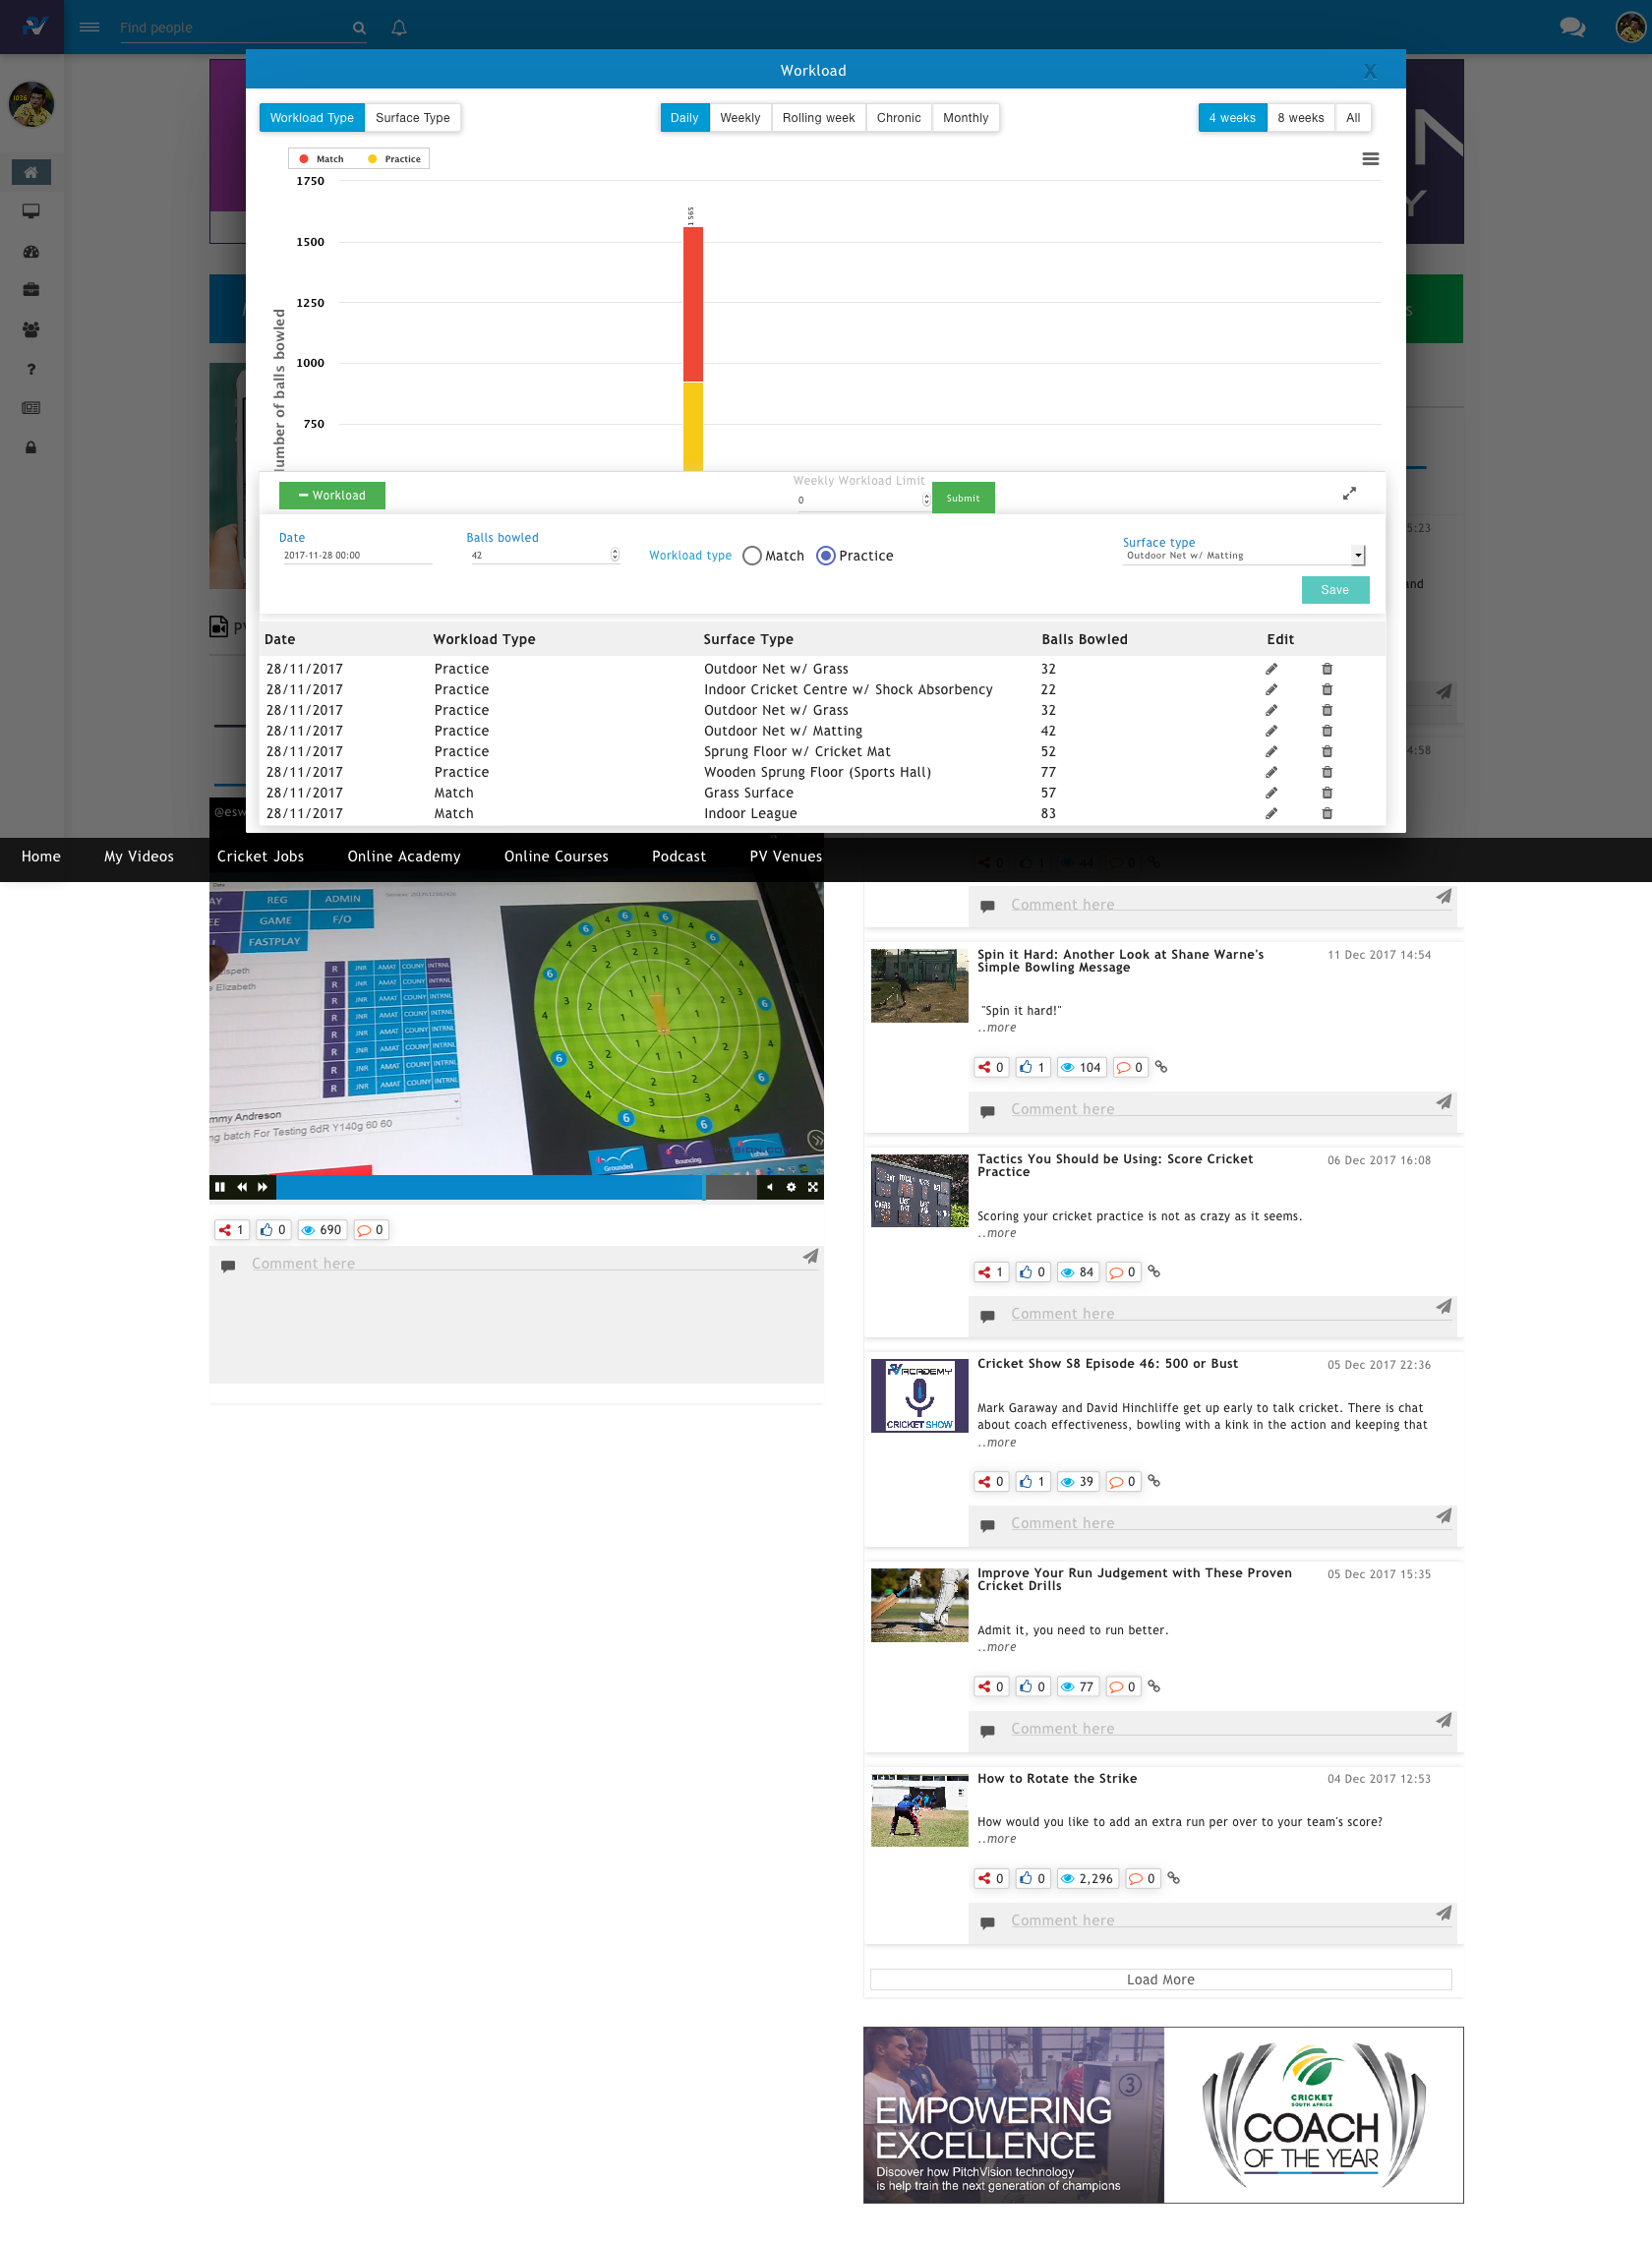 Find people
Workload
X
Workload Type
Surface Type
Daily
Weekly
Rolling week
Chronic
Monthly
4 weeks
8 weeks
All
Match
Practice
1750
1500
1250
1000
750
1 565
Workload
Weekly Workload Limit
0
Submit
Date
2017-11-28 00:00
Balls bowled
42
Workload type
Match
Practice
Surface type
Outdoor Net w/ Matting
Save
Date Workload Type Surface Type Balls Bowled Edit
28/11/2017 Practice Outdoor Net w/ Grass 32
28/11/2017 Practice Indoor Cricket Centre w/ Shock Absorbency 22
28/11/2017 Practice Outdoor Net w/ Grass 32
28/11/2017 Practice Outdoor Net w/ Matting 42
28/11/2017 Practice Sprung Floor w/ Cricket Mat 52
28/11/2017 Practice Wooden Sprung Floor (Sports Hall) 77
28/11/2017 Match Grass Surface 57
28/11/2017 Match Indoor League 83
Home My Videos Cricket Jobs Online Academy Online Courses Podcast PV Venues
REG ADMIN
GAME F/O
FASTPLAY
1 0 690 0
Comment here
0 1 44 0
Comment here
Spin it Hard: Another Look at Shane Warne's
Simple Bowling Message
11 Dec 2017 14:54
"Spin it hard!"
..more
0 1 104 0
Comment here
Tactics You Should be Using: Score Cricket
Practice
06 Dec 2017 16:08
Scoring your cricket practice is not as crazy as it seems.
..more
1 0 84 0
Comment here
ACADEMY
CRICKET SHOW
Cricket Show S8 Episode 46: 500 or Bust
05 Dec 2017 22:36
Mark Garaway and David Hinchliffe get up early to talk cricket. There is chat
about coach effectiveness, bowling with a kink in the action and keeping that
..more
0 1 39 0
Comment here
Improve Your Run Judgement with These Proven
Cricket Drills
05 Dec 2017 15:35
Admit it, you need to run better.
..more
0 0 77 0
Comment here
How to Rotate the Strike
04 Dec 2017 12:53
How would you like to add an extra run per over to your team's score?
..more
0 0 2,296 0
Comment here
Load More
EMPOWERING
EXCELLENCE
Discover how PitchVision technology
is help train the next generation of champions
3
CRICKET
SOUTH AFRICA
COACH
OF THE YEAR